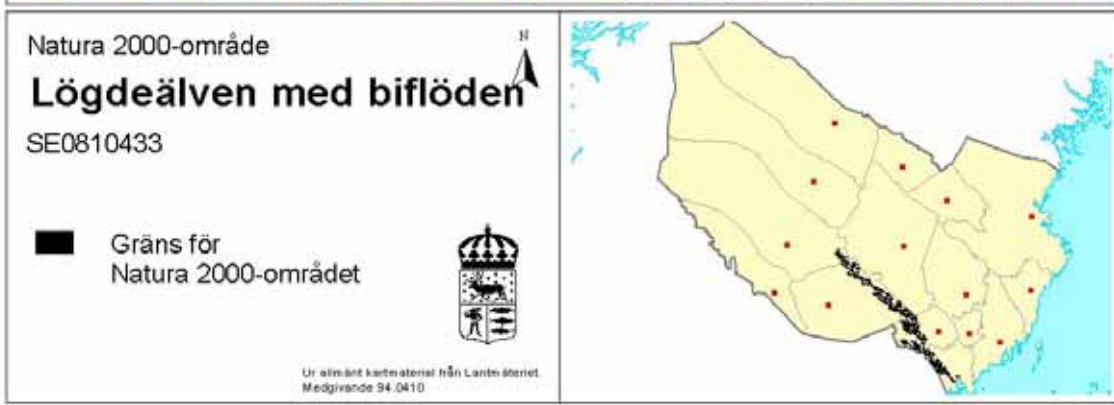 Natura 2000-område
N
Lögdeälven med biflöden
SE0810433
Gräns för
Natura 2000-området
Ur allmänt kartmaterial från Lantmäteriet.
Medgivande 94.0410